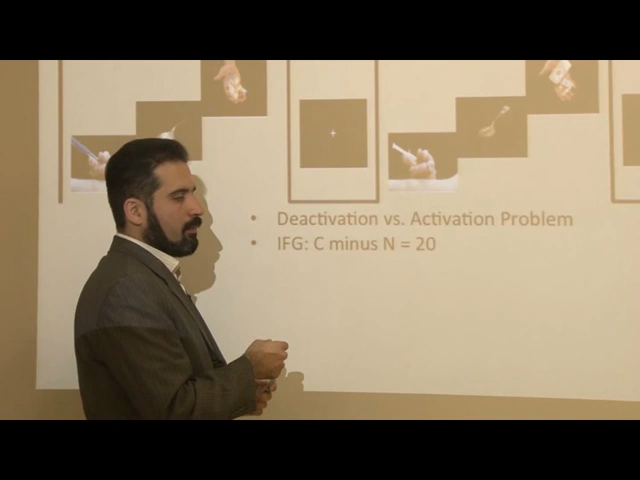 • Deactivation vs. Activation Problem
• IFG: C minus N = 20